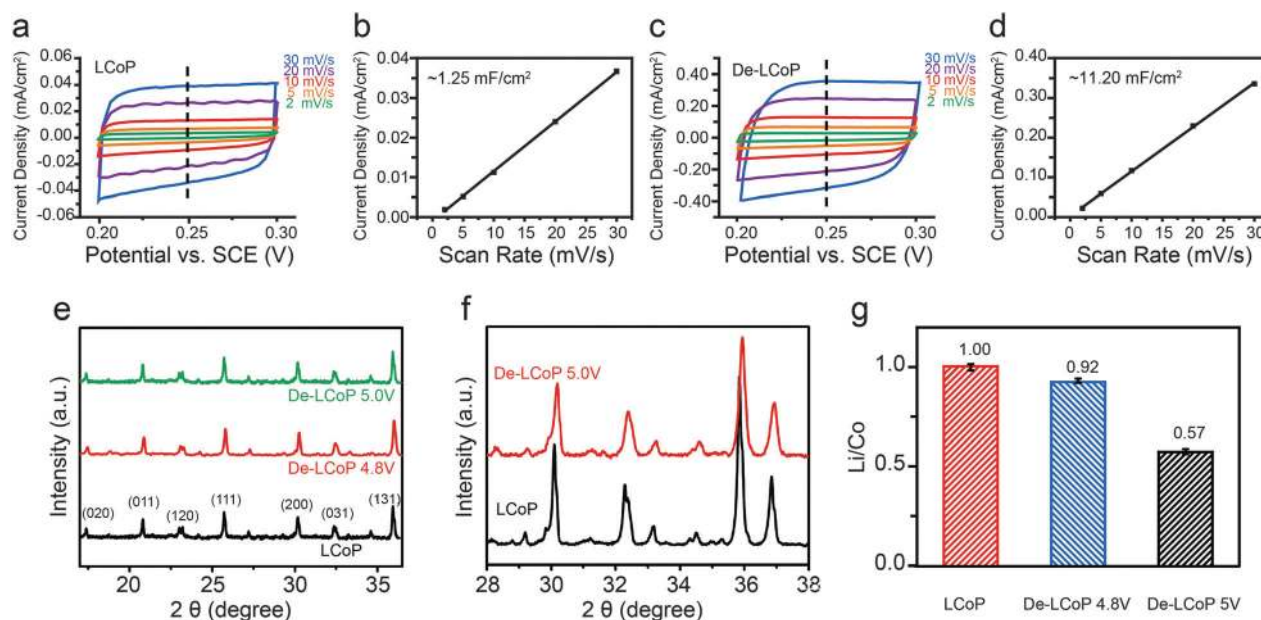 a
LCoP
30 mV/s
20 mV/s
10 mV/s
5 mV/s
2 mV/s
0.06
0.04
0.02
0.00
-0.02
-0.04
-0.06
0.20
0.25
0.30
Current Density (mA/cm²)
Potential vs. SCE (V)
b
~1.25 mF/cm²
0.04
0.03
0.02
0.01
0.00
0
5
10
15
20
25
30
Current Density (mA/cm²)
Scan Rate (mV/s)
c
De-LCoP
30 mV/s
20 mV/s
10 mV/s
5 mV/s
2 mV/s
0.40
0.20
0.00
-0.20
-0.40
0.20
0.25
0.30
Current Density (mA/cm²)
Potential vs. SCE (V)
d
~11.20 mF/cm²
0.40
0.30
0.20
0.10
0.00
0
5
10
15
20
25
30
Current Density (mA/cm²)
Scan Rate (mV/s)
e
De-LCoP 5.0V
De-LCoP 4.8V
(020)
(011)
(120)
(111)
(200)
(031)
(131)
LCoP
20
25
30
35
Intensity (a.u.)
2 θ (degree)
f
De-LCoP 5.0V
LCoP
28
30
32
34
36
38
Intensity (a.u.)
2 θ (degree)
g
1.00
0.92
0.57
1.0
0.5
0.0
Li/Co
LCoP
De-LCoP 4.8V
De-LCoP 5V